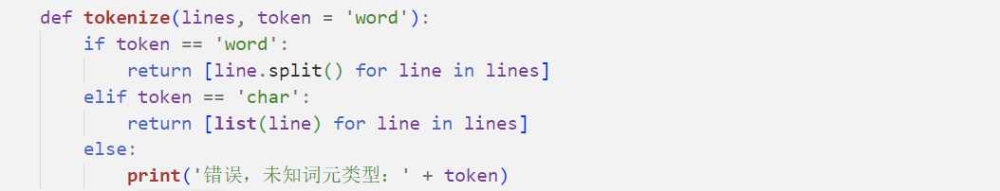 def tokenize(lines, token = 'word'):
    if token == 'word':
        return [line.split() for line in lines]
    elif token == 'char':
        return [list(line) for line in lines]
    else:
        print('错误，未知词元类型：' + token)